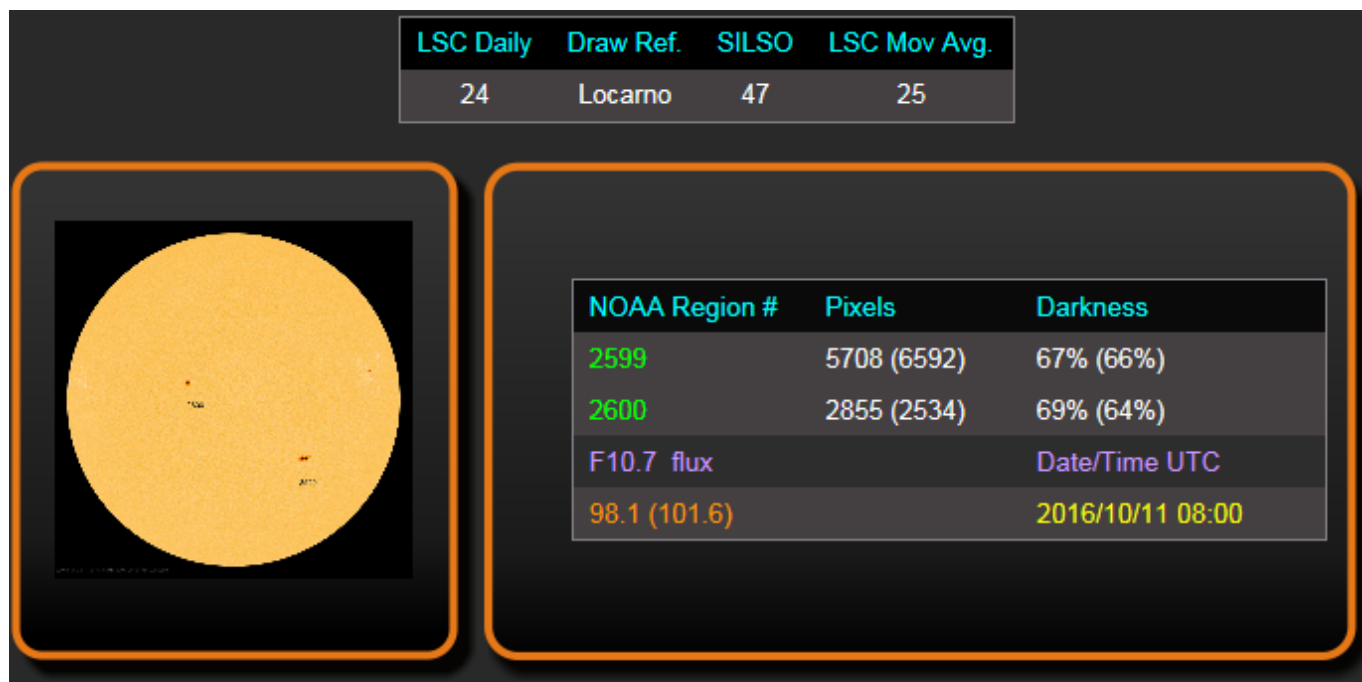 LSC Daily Draw Ref. SILSO LSC Mov Avg.
24 Locarno 47 25
NOAA Region # Pixels Darkness
2599 5708 (6592) 67% (66%)
2600 2855 (2534) 69% (64%)
F10.7 flux Date/Time UTC
98.1 (101.6) 2016/10/11 08:00